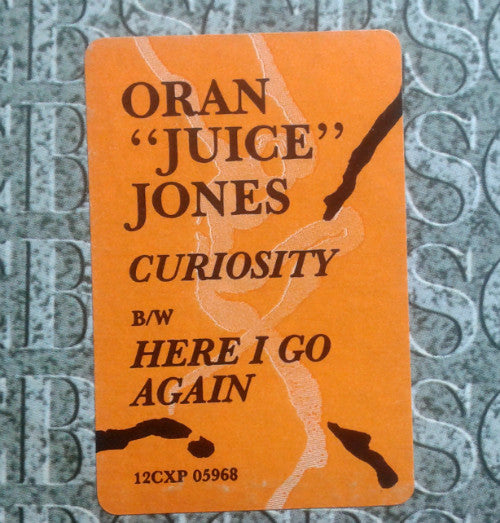 ORAN
“JUICE”
JONES
CURIOSITY
B/W
HERE I GO
AGAIN
12CXP 05968